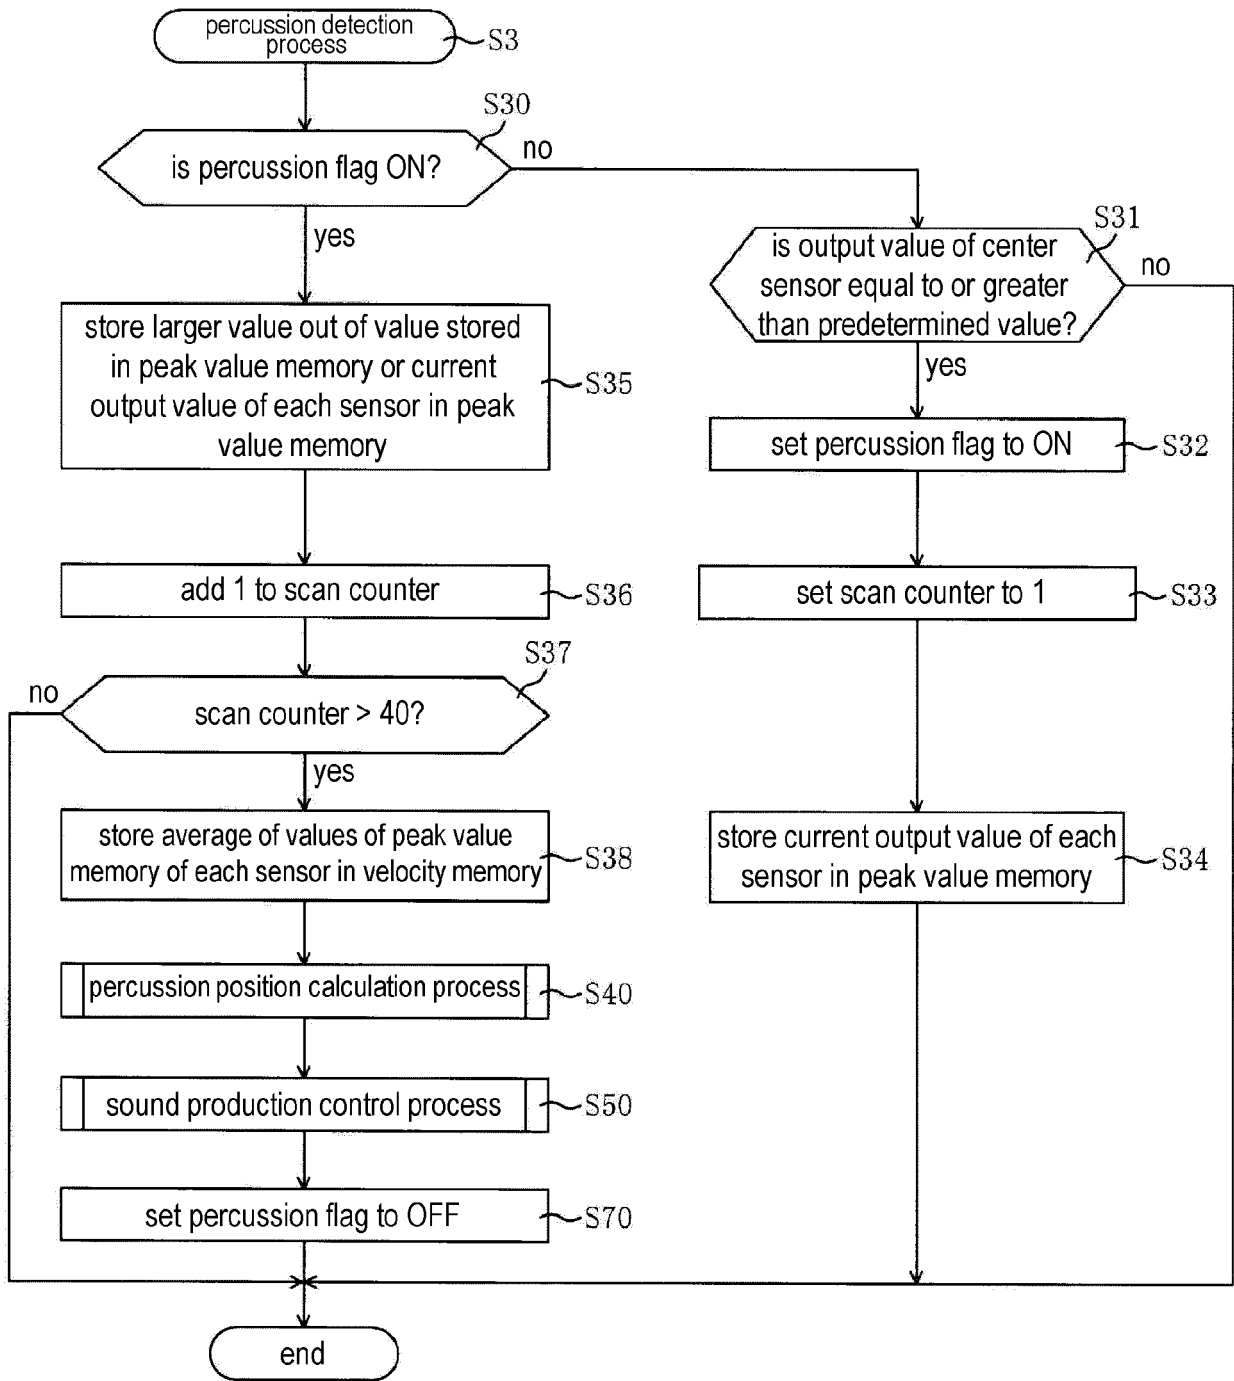 percussion detection
process
S3
S30
is percussion flag ON?
no
yes
S31
is output value of center
sensor equal to or greater
than predetermined value?
no
yes
store larger value out of value stored
in peak value memory or current
output value of each sensor in peak
value memory
S35
set percussion flag to ON
S32
add 1 to scan counter
S36
set scan counter to 1
S33
S37
no
scan counter > 40?
yes
store average of values of peak value
memory of each sensor in velocity memory
S38
store current output value of each
sensor in peak value memory
S34
percussion position calculation process
S40
sound production control process
S50
set percussion flag to OFF
S70
end